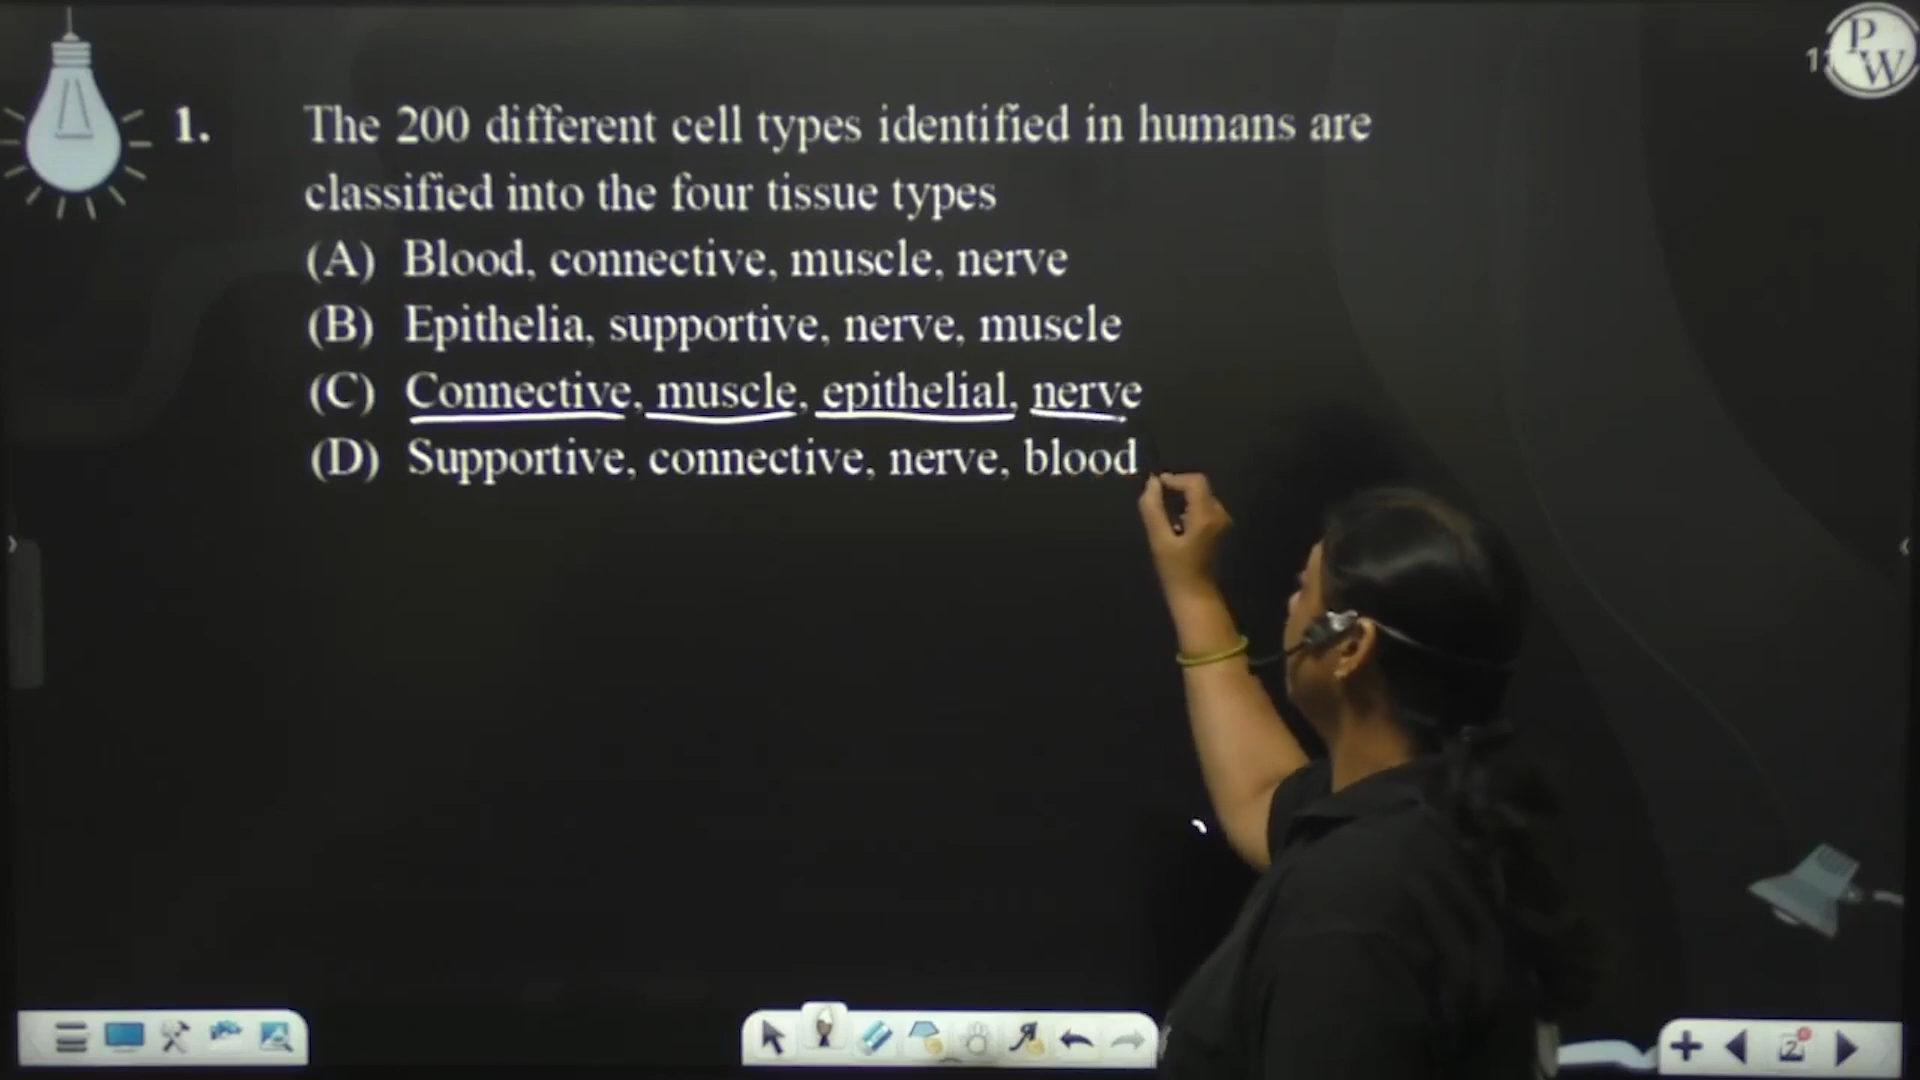 P
W
1. The 200 different cell types identified in humans are
classified into the four tissue types
(A) Blood, connective, muscle, nerve
(B) Epithelia, supportive, nerve, muscle
(C) Connective, muscle, epithelial, nerve
(D) Supportive, connective, nerve, blood
2